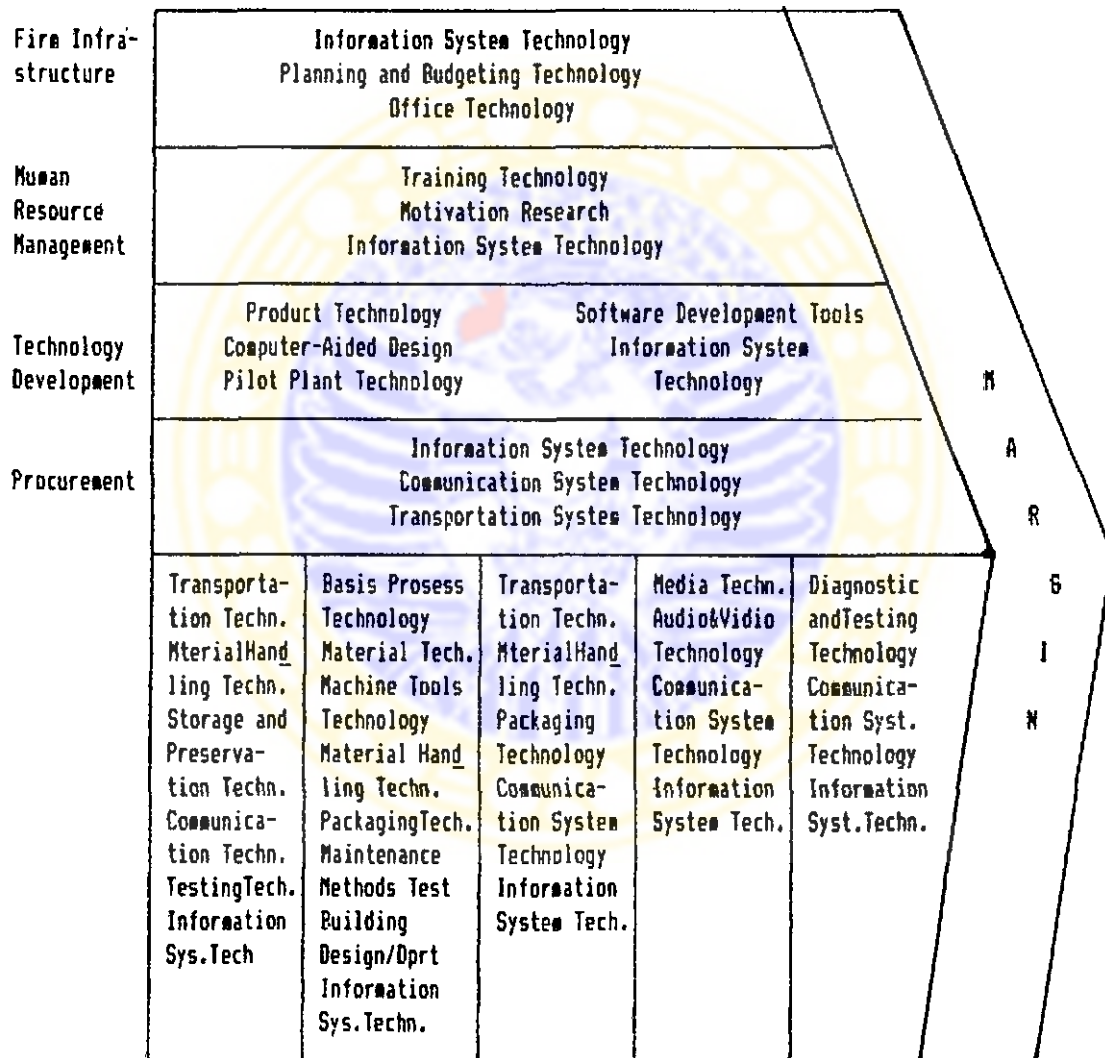 Firm Infra-
structure
Information System Technology
Planning and Budgeting Technology
Office Technology
Human
Resource
Management
Training Technology
Motivation Research
Information System Technology
Technology
Development
Product Technology
Computer-Aided Design
Pilot Plant Technology
Software Development Tools
Information System
Technology
Procurement
Information System Technology
Communication System Technology
Transportation System Technology
Transporta-
tion Techn.
MterialHand
ling Techn.
Storage and
Preserva-
tion Techn.
Communica-
tion Techn.
TestingTech.
Information
Sys.Tech
Basis Prosess
Technology
Material Tech.
Machine Tools
Technology
Material Hand
ling Techn.
PackagingTech.
Maintenance
Methods Test
Building
Design/Oprt
Information
Sys.Techn.
Transporta-
tion Techn.
MterialHand
ling Techn.
Packaging
Technology
Communica-
tion System
Technology
Information
System Tech.
Media Techn.
Audio&Vidio
Technology
Communica-
tion System
Technology
Information
System Tech.
Diagnostic
andTesting
Technology
Communica-
tion Syst.
Technology
Information
Syst.Techn.
M
A
R
G
I
N